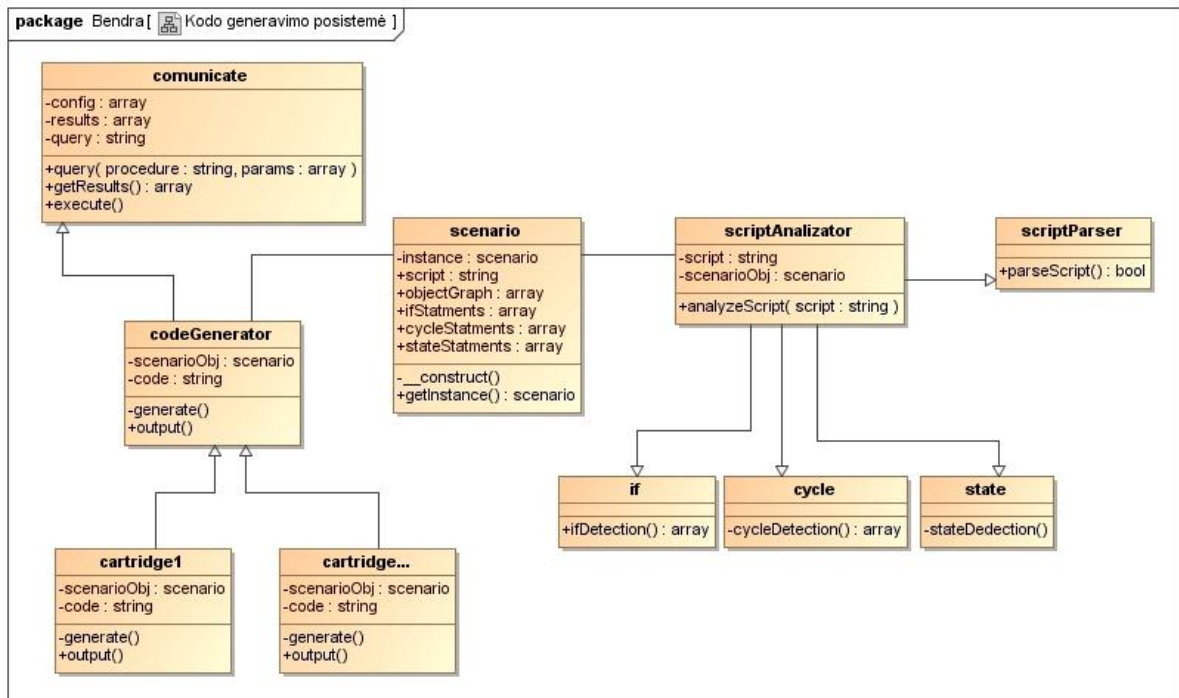 package Bendra [ Kodo generavimo posistemė ]
comunicate
-config : array
-results : array
-query : string
+query( procedure : string, params : array )
+getResults() : array
+execute()
scenario
-instance : scenario
+script : string
+objectGraph : array
+ifStatments : array
+cycleStatments : array
+stateStatments : array
-__construct()
+getInstance() : scenario
scriptAnalizator
-script : string
-scenarioObj : scenario
+analyzeScript( script : string )
scriptParser
+parseScript() : bool
codeGenerator
-scenarioObj : scenario
-code : string
-generate()
+output()
if
+ifDetection() : array
cycle
-cycleDetection() : array
state
-stateDedection()
cartridge1
-scenarioObj : scenario
-code : string
-generate()
+output()
cartridge...
-scenarioObj : scenario
-code : string
-generate()
+output()